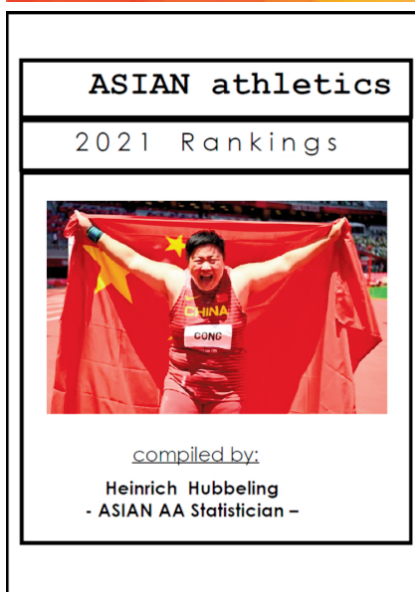 ASIAN athletics
2021 Rankings
CHINA
GONG
compiled by:
Heinrich Hubbeling
- ASIAN AA Statistician –